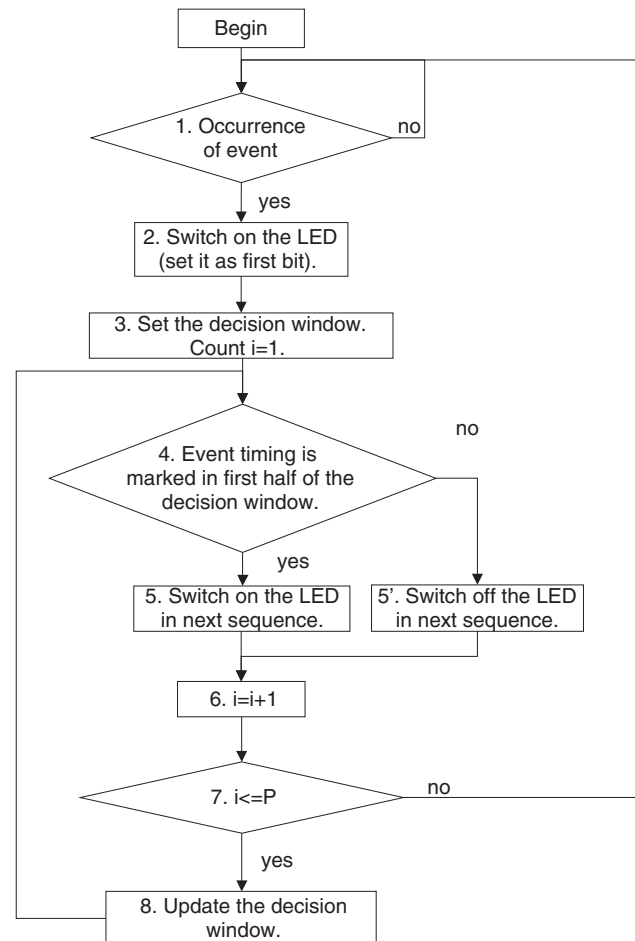 Begin
1. Occurrence
of event
no
yes
2. Switch on the LED
(set it as first bit).
3. Set the decision window.
Count i=1.
no
4. Event timing is
marked in first half of the
decision window.
yes
5. Switch on the LED
in next sequence.
5'. Switch off the LED
in next sequence.
6. i=i+1
7. i<=P
no
yes
8. Update the decision
window.